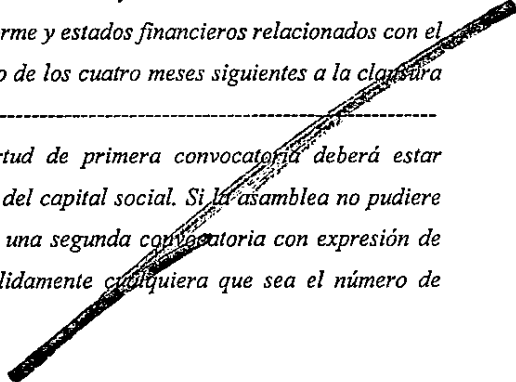 rme y estados financieros relacionados con el
o de los cuatro meses siguientes a la clausura
------------------------------------------------------------
rtud de primera convocatoria deberá estar
del capital social. Si la asamblea no pudiere
una segunda convocatoria con expresión de
lidamente cualquiera que sea el número de